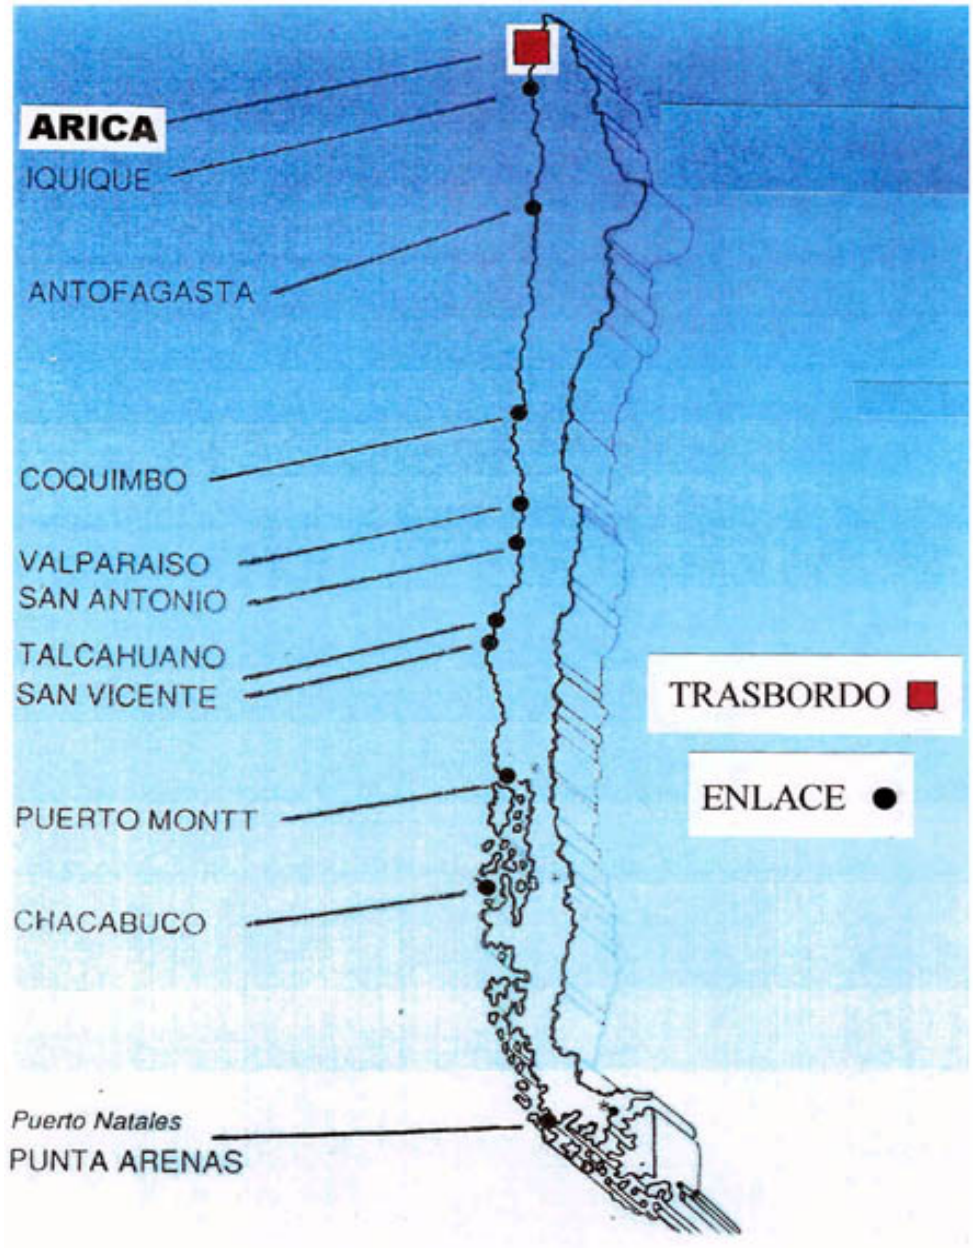 ARICA
IQUIQUE
ANTOFAGASTA
COQUIMBO
VALPARAISO
SAN ANTONIO
TALCAHUANO
SAN VICENTE
TRASBORDO
ENLACE
PUERTO MONTT
CHACABUCO
Puerto Natales
PUNTA ARENAS